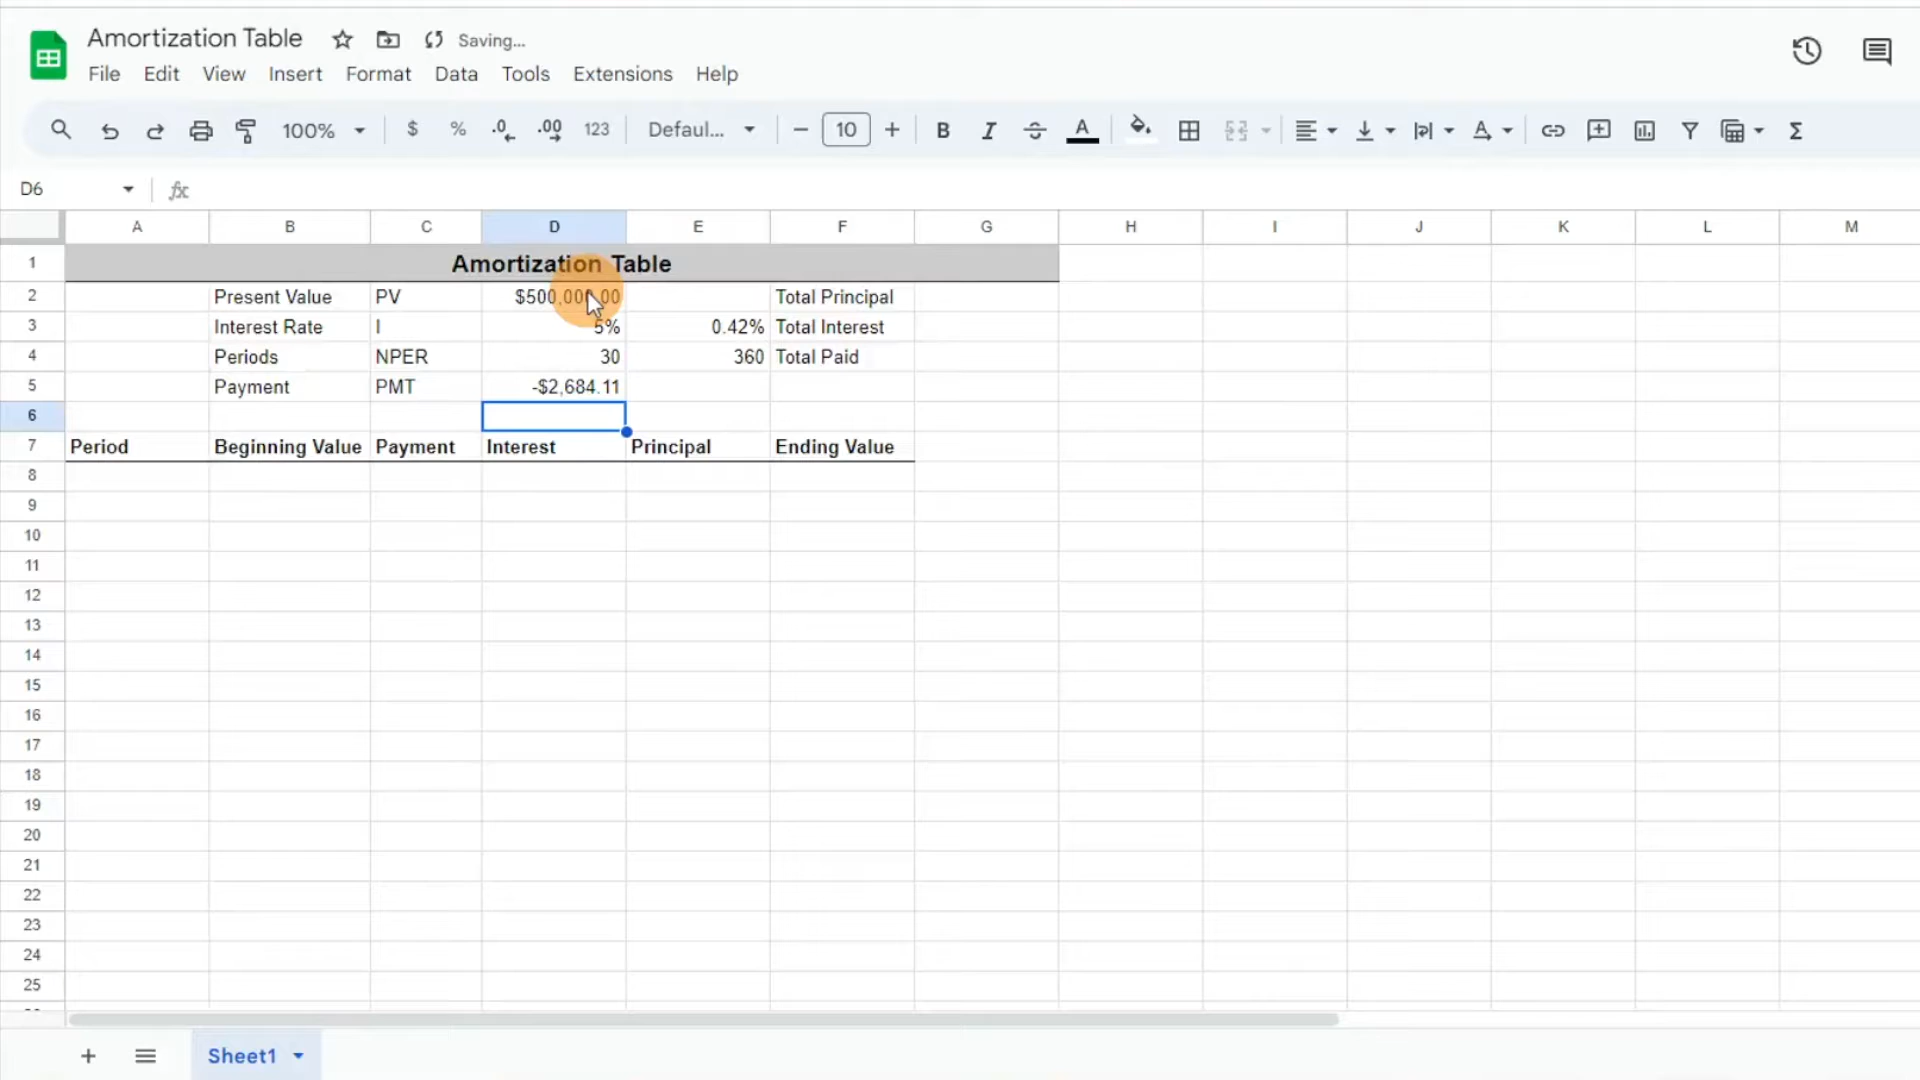 Amortization Table Saving...
File Edit View Insert Format Data Tools Extensions Help
100% $ % .0 .00 123 Defaul... − 10 + B I A A Σ
D6 fx
A B C D E F G H I J K L M
1 Amortization Table
2 Present Value PV $500,000.00 Total Principal
3 Interest Rate I 5% 0.42% Total Interest
4 Periods NPER 30 360 Total Paid
5 Payment PMT -$2,684.11
6
7 Period Beginning Value Payment Interest Principal Ending Value
8
9
10
11
12
13
14
15
16
17
18
19
20
21
22
23
24
25
+ Sheet1